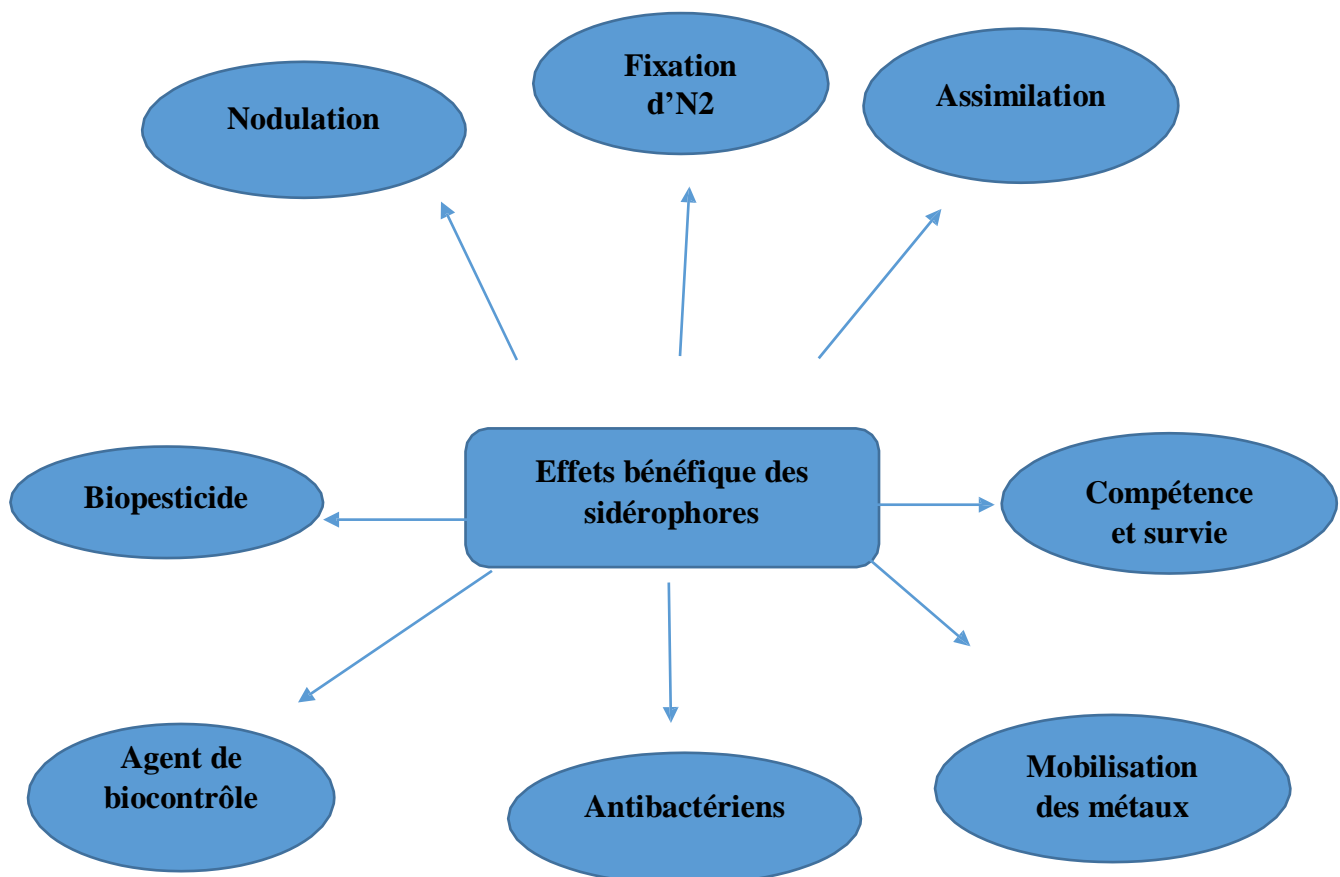 Nodulation
Fixation
d’N2
Assimilation
Biopesticide
Effets bénéfique des
sidérophores
Compétence
et survie
Agent de
biocontrôle
Antibactériens
Mobilisation
des métaux